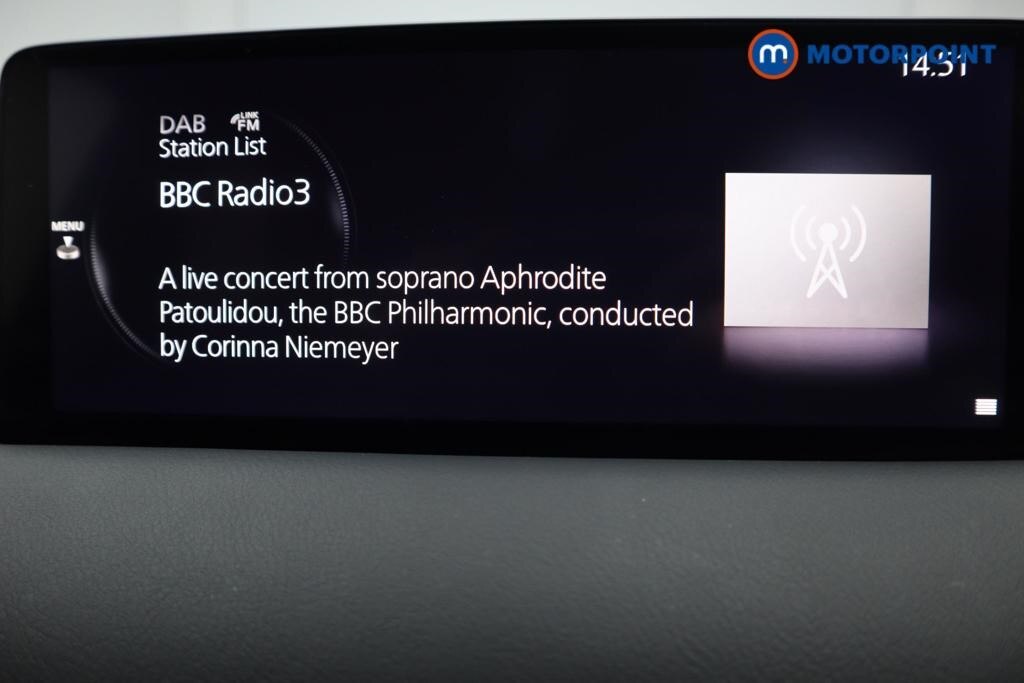 m MOTORPOINT
14:51
DAB LINK FM
Station List
BBC Radio3
MENU
A live concert from soprano Aphrodite
Patoulidou, the BBC Philharmonic, conducted
by Corinna Niemeyer